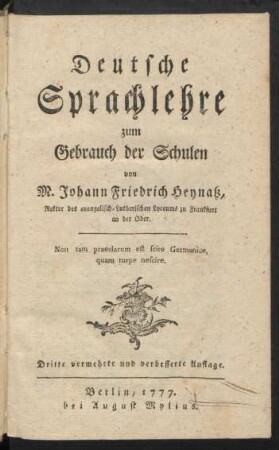 Deutsche
Sprachlehre
zum
Gebrauch der Schulen
von
M. Johann Friedrich Heynatz,
Rektor des evangelisch-Lutherischen Lyceums zu Frankfurt
an der Oder.
Non tam praeclarum est scire Germanice,
quam turpe nescire.
Dritte vermehrte und verbesserte Auflage.
Berlin, 1777.
bei August Mylius.